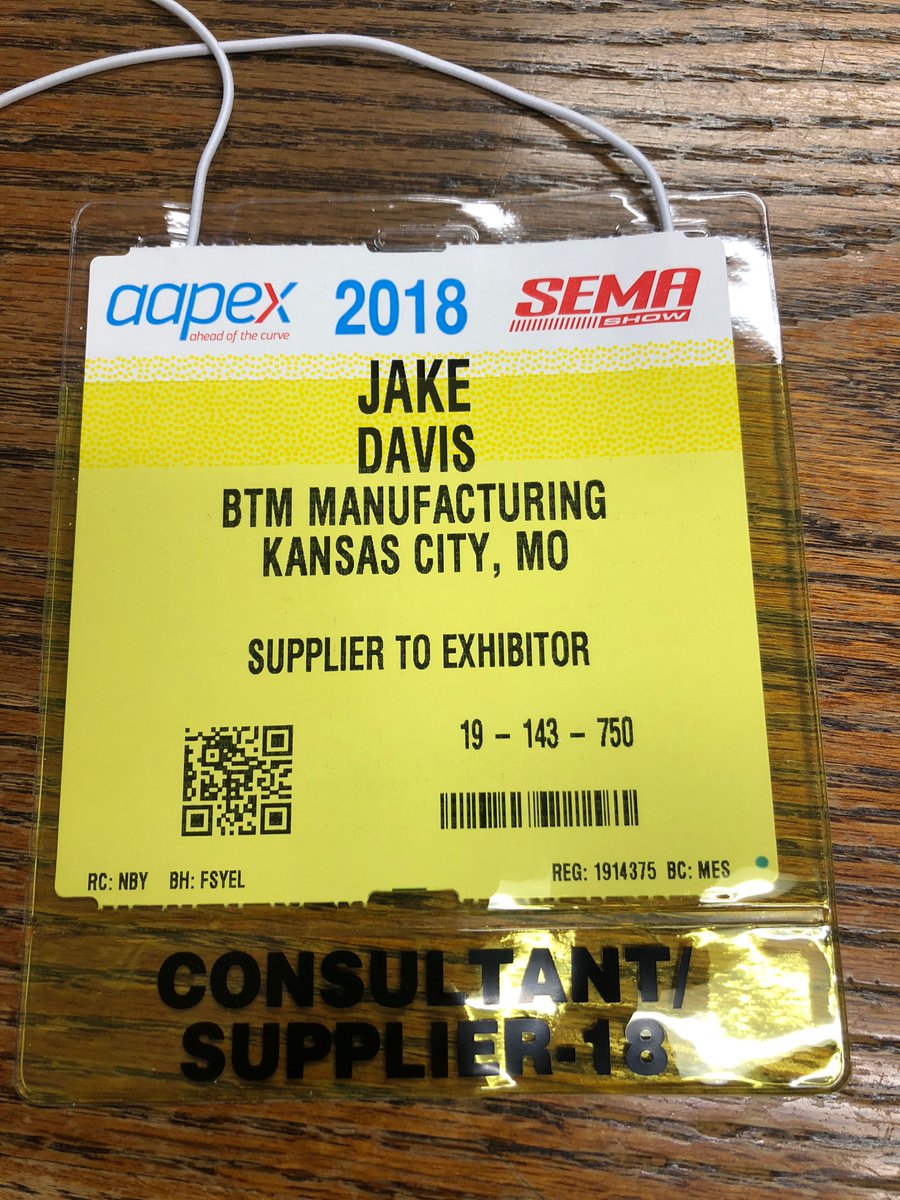 aapex
ahead of the curve
2018
SEMA
SHOW
JAKE
DAVIS
BTM MANUFACTURING
KANSAS CITY, MO
SUPPLIER TO EXHIBITOR
19 – 143 – 750
RC: NBY BH: FSYEL
REG: 1914375 BC: MES
CONSULTANT/
SUPPLIER-18